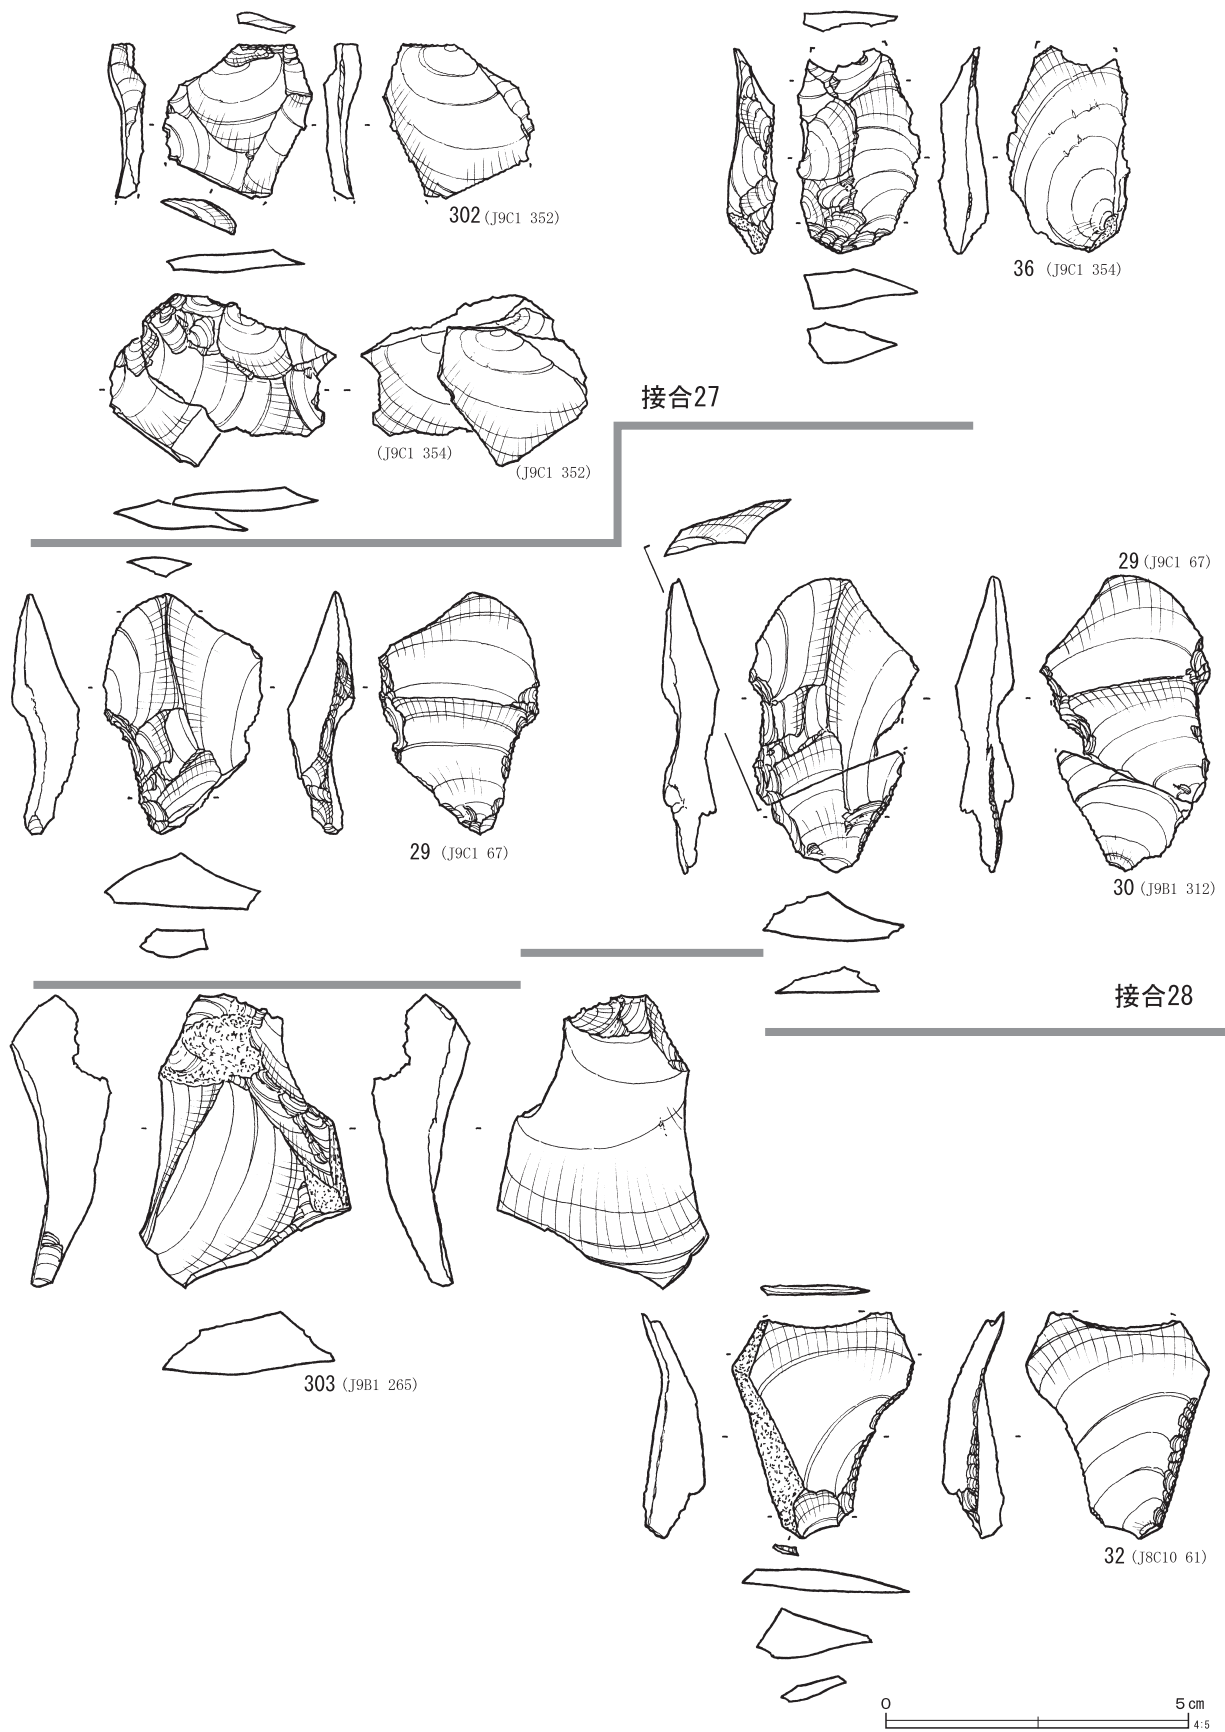 302 (J9C1 352)
36 (J9C1 354)
接合27
(J9C1 354)
(J9C1 352)
29 (J9C1 67)
29 (J9C1 67)
30 (J9B1 312)
接合28
303 (J9B1 265)
32 (J8C10 61)
0 5cm
4:5